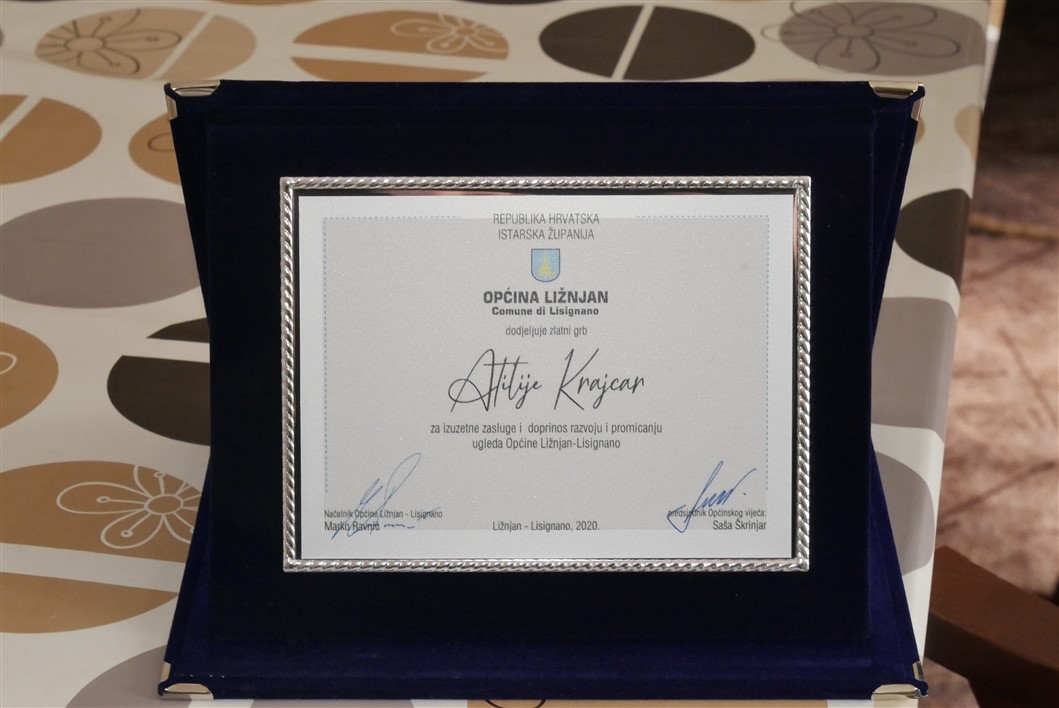 REPUBLIKA HRVATSKA
ISTARSKA ŽUPANIJA
OPĆINA LIŽNJAN
Comune di Lisignano
dodjeljuje zlatni grb
Atilije Krajcar
za izuzetne zasluge i doprinos razvoju i promicanju
ugleda Općine Ližnjan-Lisignano
Načelnik Općine Ližnjan - Lisignano
Marko Ravnić
Ližnjan - Lisignano, 2020.
predsjednik Općinskog vijeća:
Saša Škrinjar